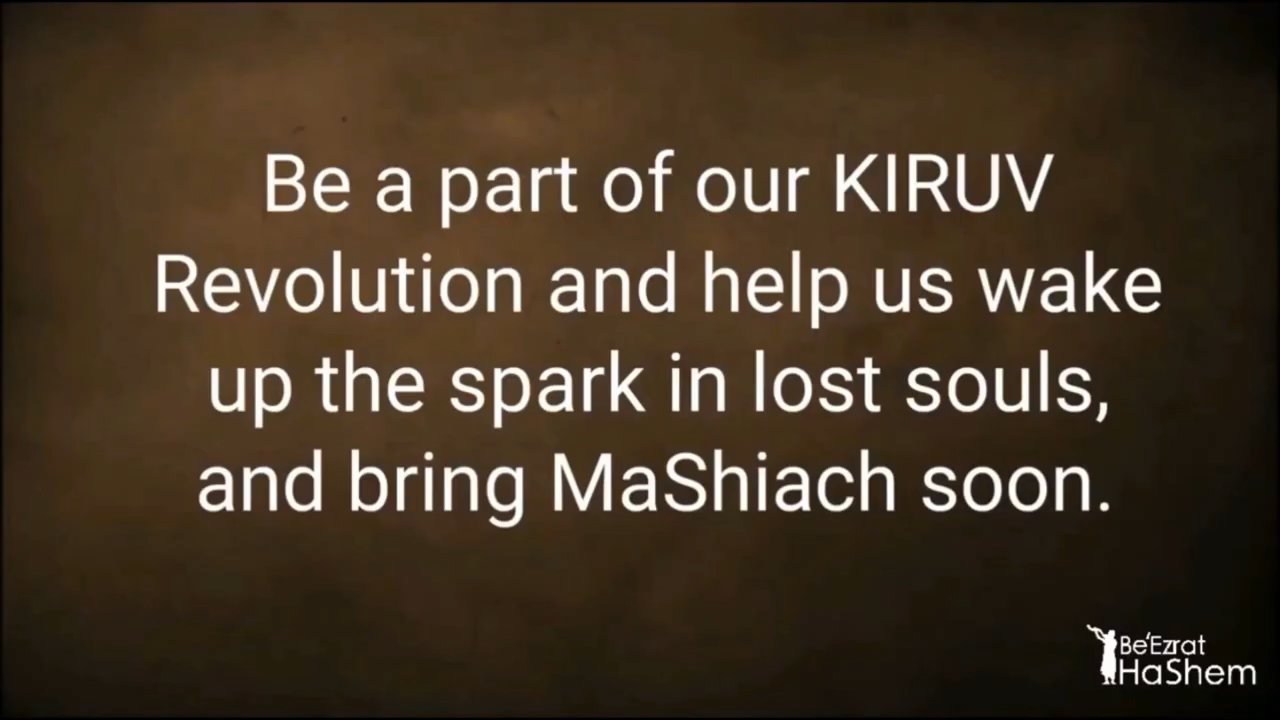 Be a part of our KIRUV
Revolution and help us wake
up the spark in lost souls,
and bring MaShiach soon.
Be'Ezrat
HaShem